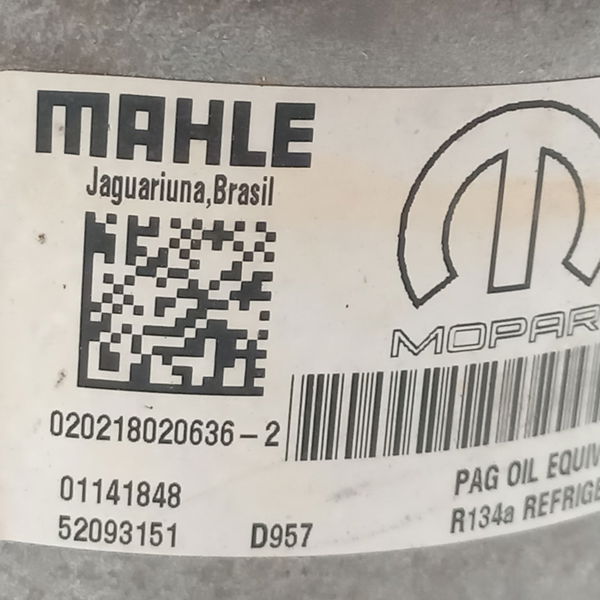 MAHLE
Jaguariuna,Brasil
MOPAR
020218020636-2
01141848
52093151 D957
PAG OIL EQUIV
R134a REFRIGE